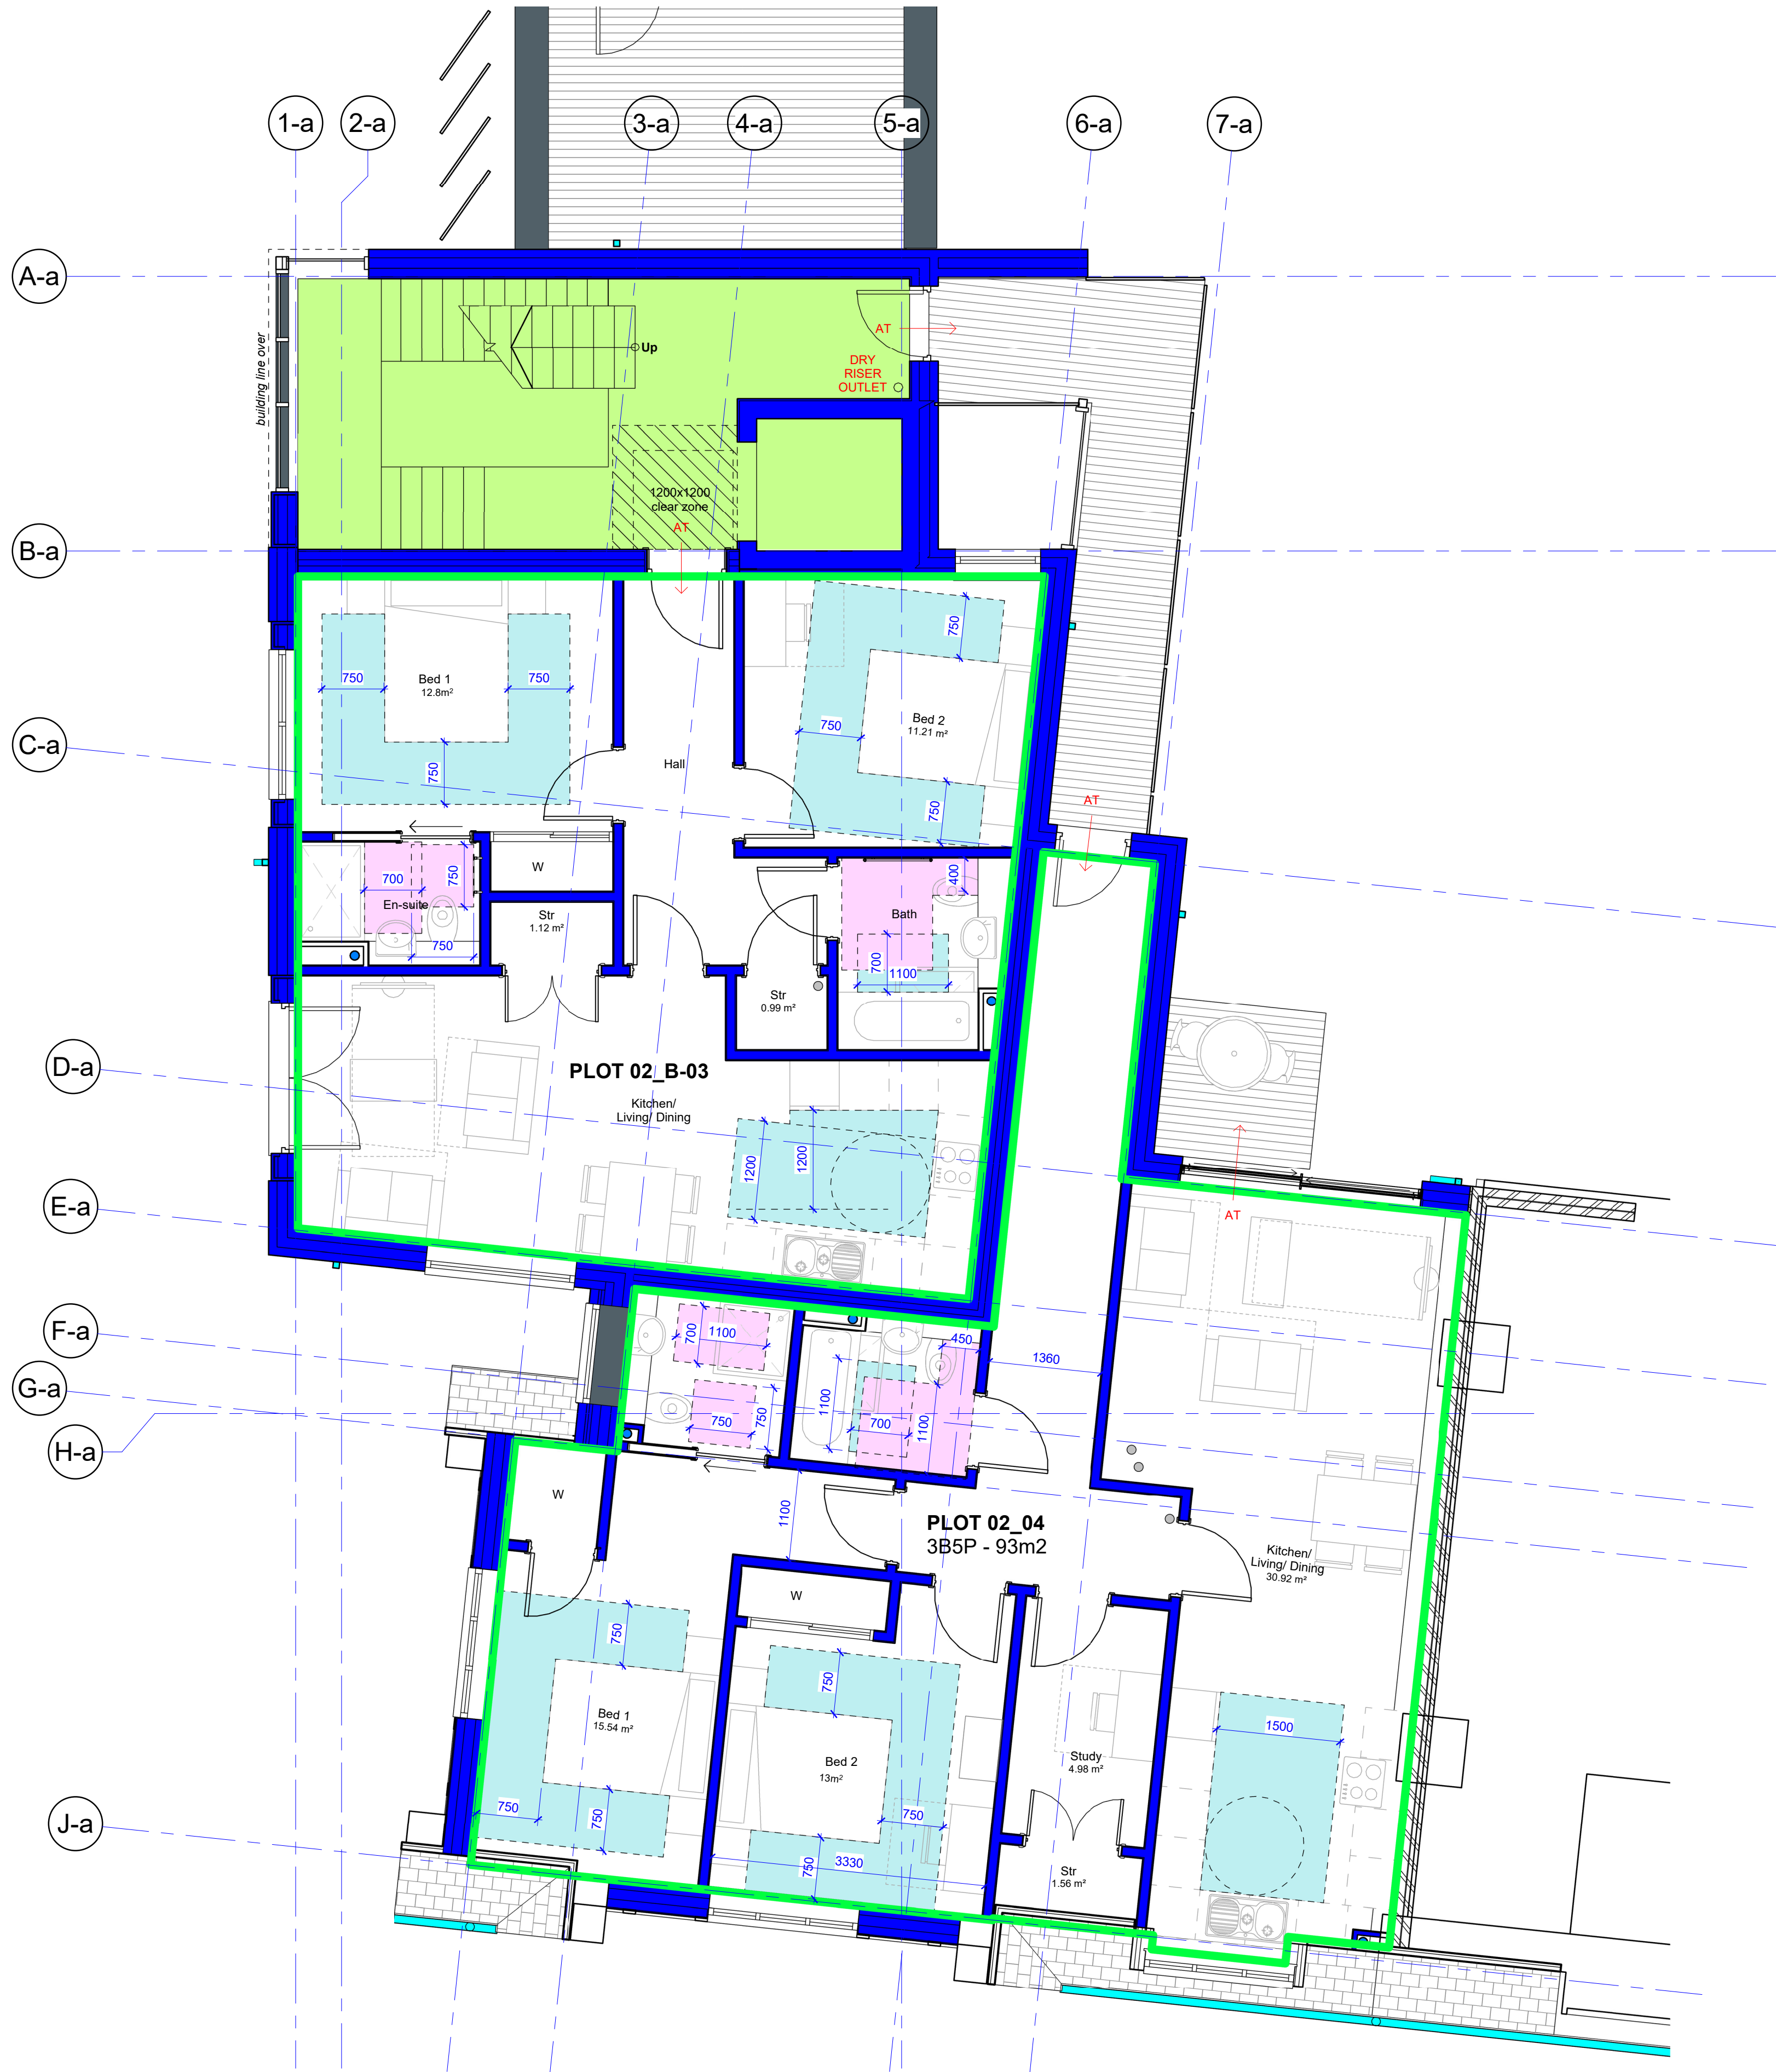 1-a
2-a
3-a
4-a
5-a
6-a
7-a
A-a
building line over
Up
AT
DRY
RISER
OUTLET
1200x1200
clear zone
AT
B-a
750
750
Bed 1
12.8m²
750
750
Bed 2
11.21 m²
750
750
C-a
Hall
AT
W
700
750
En-suite
750
Str
1.12 m²
400
Bath
700
1100
Str
0.99 m²
D-a
PLOT 02_B-03
Kitchen/
Living/ Dining
1200
1200
E-a
AT
F-a
700
1100
450
1360
G-a
750
750
1100
700
1100
H-a
W
1100
PLOT 02_04
3B5P - 93m2
Kitchen/
Living/ Dining
30.92 m²
W
750
750
Bed 1
15.54 m²
1500
Bed 2
13m²
Study
4.98 m²
J-a
750
750
750
750
3330
Str
1.56 m²